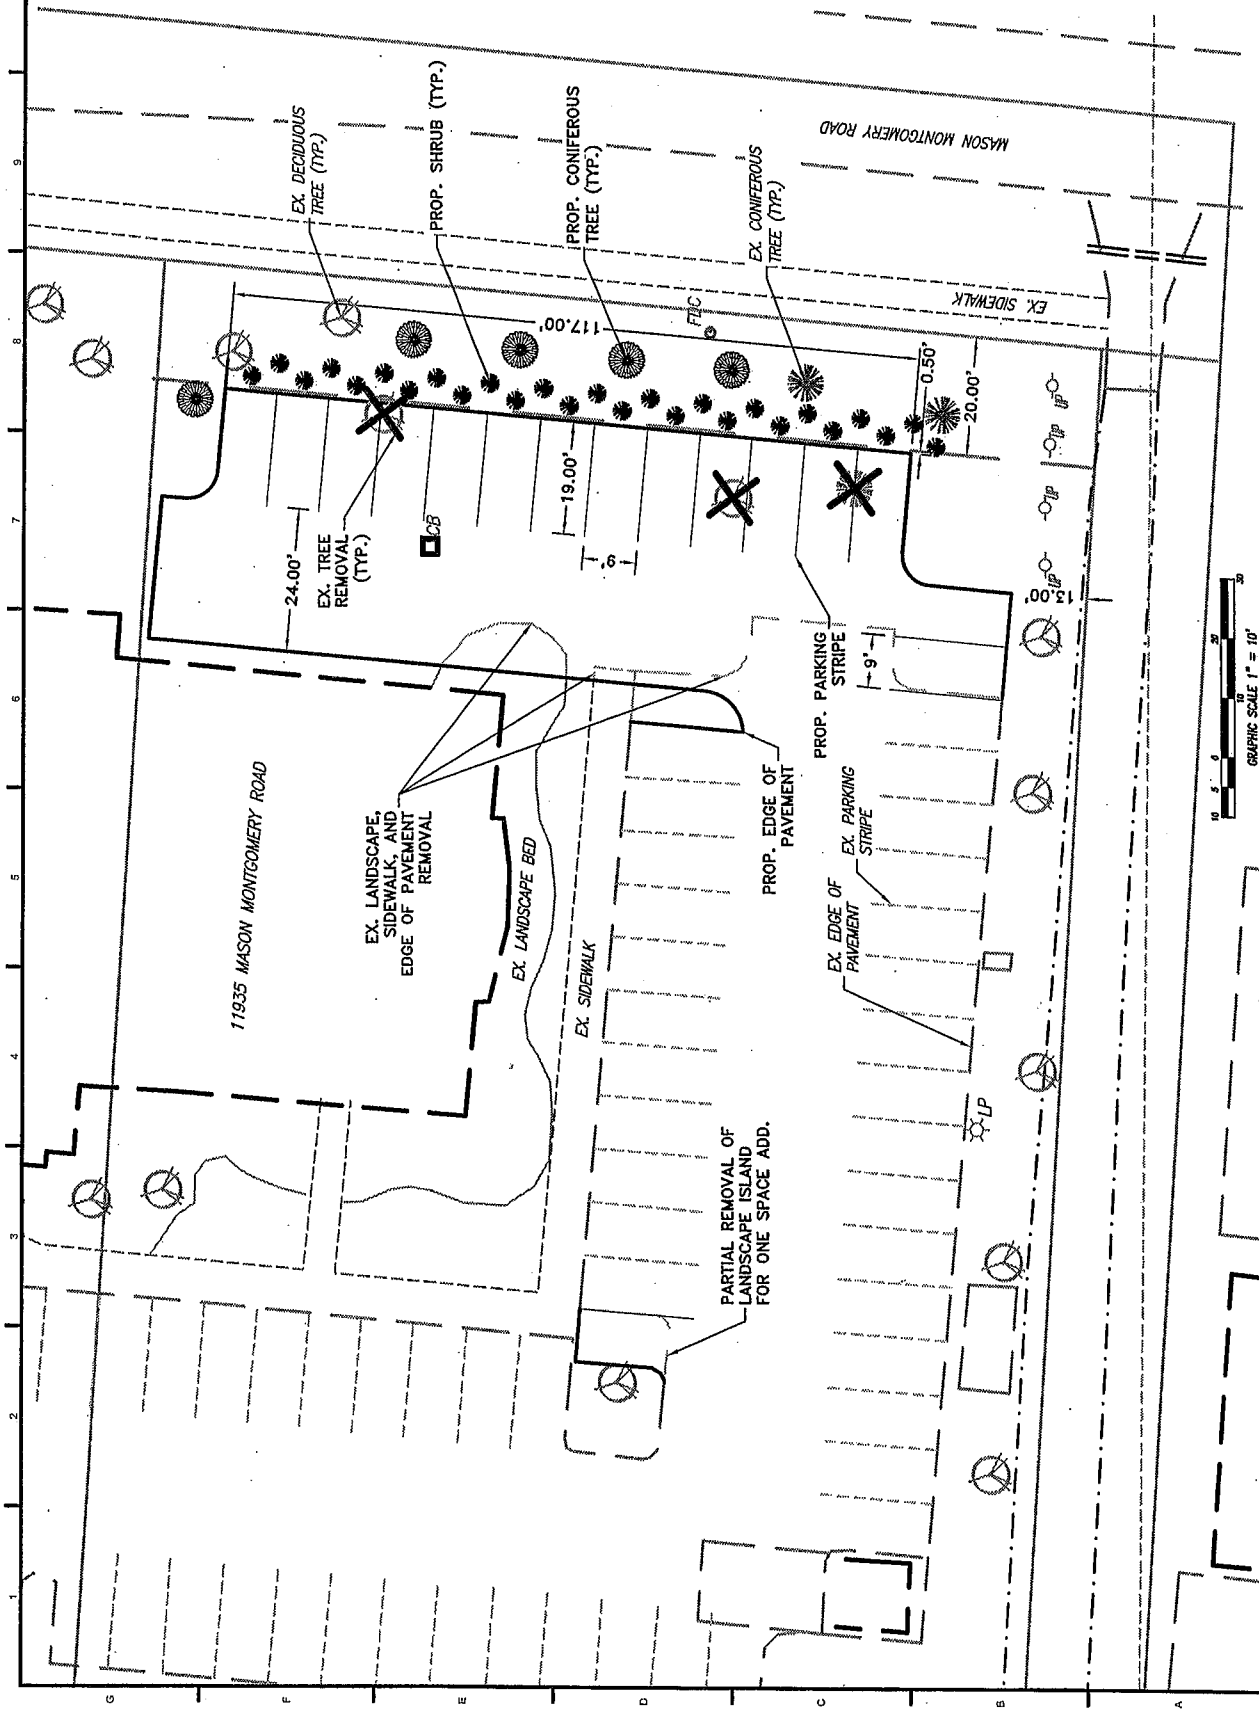 1
2
3
4
5
6
7
8
9
G
F
E
D
C
B
A
EX. DECIDUOUS
TREE (TYP.)
PROP. SHRUB (TYP.)
PROP. CONIFEROUS
TREE (TYP.)
EX. CONIFEROUS
TREE (TYP.)
MASON MONTGOMERY ROAD
EX. SIDEWALK
117.00'
FDC
0.50'
20.00'
UP
UP
UP
UP
13.00'
19.00'
24.00'
9'
9'
CB
EX. TREE
REMOVAL
(TYP.)
PROP. PARKING
STRIPE
PROP. EDGE OF
PAVEMENT
EX. PARKING
STRIPE
EX. EDGE OF
PAVEMENT
EX. LANDSCAPE,
SIDEWALK, AND
EDGE OF PAVEMENT
REMOVAL
11935 MASON MONTGOMERY ROAD
EX. LANDSCAPE BED
EX. SIDEWALK
PARTIAL REMOVAL OF
LANDSCAPE ISLAND
FOR ONE SPACE ADD.
LP
10 5 0 10 20 30
GRAPHIC SCALE 1" = 10'